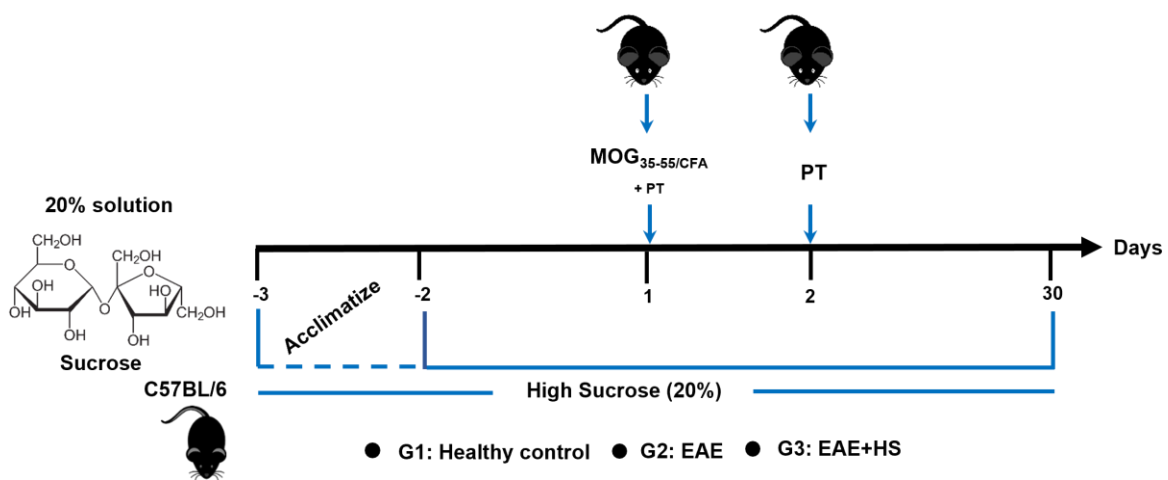 MOG35-55/CFA
+ PT
PT
20% solution
CH2OH
O
OH
OH
OH
O
CH2OH
O
HO
CH2OH
OH
OH
Sucrose
Days
-3
-2
1
2
30
Acclimatize
High Sucrose (20%)
C57BL/6
G1: Healthy control
G2: EAE
G3: EAE+HS